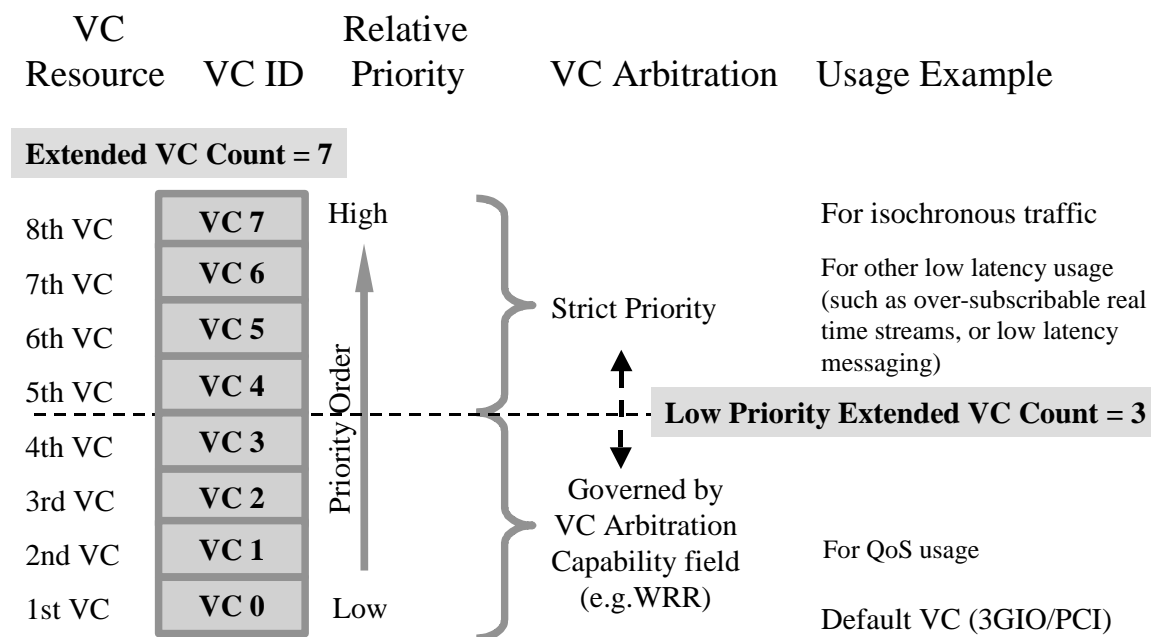 VC Resource
VC ID
Relative Priority
VC Arbitration
Usage Example
Extended VC Count = 7
8th VC
VC 7
High
For isochronous traffic
7th VC
VC 6
For other low latency usage
(such as over-subscribable real
time streams, or low latency
messaging)
6th VC
VC 5
Strict Priority
5th VC
VC 4
Priority Order
Low Priority Extended VC Count = 3
4th VC
VC 3
3rd VC
VC 2
Governed by
VC Arbitration
Capability field
(e.g.WRR)
2nd VC
VC 1
For QoS usage
1st VC
VC 0
Low
Default VC (3GIO/PCI)